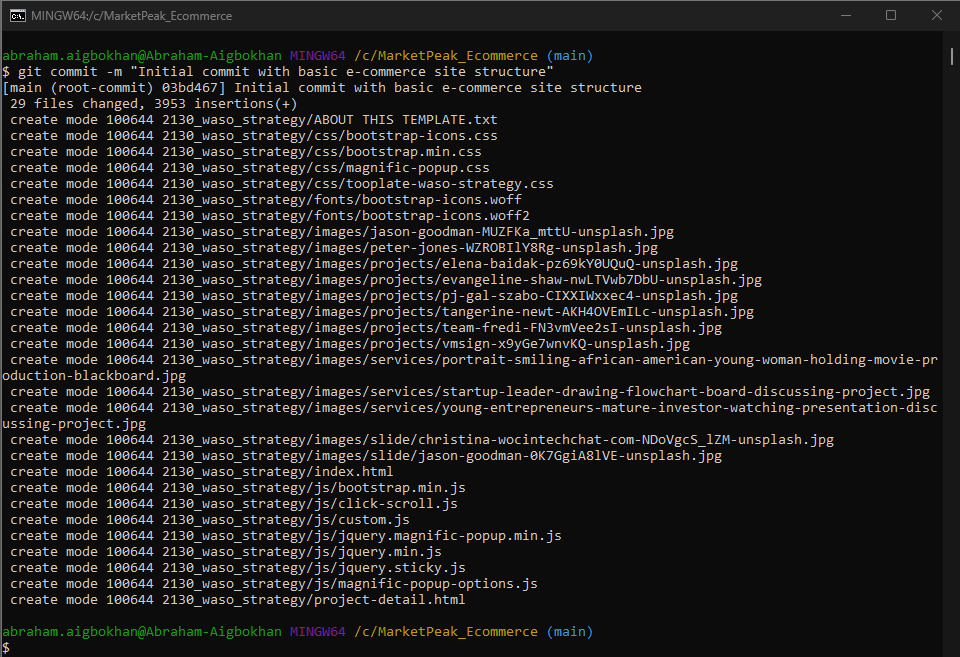 MINGW64:/c/MarketPeak_Ecommerce
abraham.aigbokhan@Abraham-Aigbokhan MINGW64 /c/MarketPeak_Ecommerce (main)
$ git commit -m "Initial commit with basic e-commerce site structure"
[main (root-commit) 03bd467] Initial commit with basic e-commerce site structure
 29 files changed, 3953 insertions(+)
 create mode 100644 2130_waso_strategy/ABOUT THIS TEMPLATE.txt
 create mode 100644 2130_waso_strategy/css/bootstrap-icons.css
 create mode 100644 2130_waso_strategy/css/bootstrap.min.css
 create mode 100644 2130_waso_strategy/css/magnific-popup.css
 create mode 100644 2130_waso_strategy/css/tooplate-waso-strategy.css
 create mode 100644 2130_waso_strategy/fonts/bootstrap-icons.woff
 create mode 100644 2130_waso_strategy/fonts/bootstrap-icons.woff2
 create mode 100644 2130_waso_strategy/images/jason-goodman-MUZFKa_mttU-unsplash.jpg
 create mode 100644 2130_waso_strategy/images/peter-jones-WZROBIlY8Rg-unsplash.jpg
 create mode 100644 2130_waso_strategy/images/projects/elena-baidak-pz69kY0UQuQ-unsplash.jpg
 create mode 100644 2130_waso_strategy/images/projects/evangeline-shaw-nwLTVwb7DbU-unsplash.jpg
 create mode 100644 2130_waso_strategy/images/projects/pj-gal-szabo-CIXXIWxxec4-unsplash.jpg
 create mode 100644 2130_waso_strategy/images/projects/tangerine-newt-AKH4OVEmILc-unsplash.jpg
 create mode 100644 2130_waso_strategy/images/projects/team-fredi-FN3vmVee2sI-unsplash.jpg
 create mode 100644 2130_waso_strategy/images/projects/vmsign-x9yGe7wnvKQ-unsplash.jpg
 create mode 100644 2130_waso_strategy/images/services/portrait-smiling-african-american-young-woman-holding-movie-pr
oduction-blackboard.jpg
 create mode 100644 2130_waso_strategy/images/services/startup-leader-drawing-flowchart-board-discussing-project.jpg
 create mode 100644 2130_waso_strategy/images/services/young-entrepreneurs-mature-investor-watching-presentation-disc
ussing-project.jpg
 create mode 100644 2130_waso_strategy/images/slide/christina-wocintechchat-com-NDoVgcS_lZM-unsplash.jpg
 create mode 100644 2130_waso_strategy/images/slide/jason-goodman-0K7GgiA8lVE-unsplash.jpg
 create mode 100644 2130_waso_strategy/index.html
 create mode 100644 2130_waso_strategy/js/bootstrap.min.js
 create mode 100644 2130_waso_strategy/js/click-scroll.js
 create mode 100644 2130_waso_strategy/js/custom.js
 create mode 100644 2130_waso_strategy/js/jquery.magnific-popup.min.js
 create mode 100644 2130_waso_strategy/js/jquery.min.js
 create mode 100644 2130_waso_strategy/js/jquery.sticky.js
 create mode 100644 2130_waso_strategy/js/magnific-popup-options.js
 create mode 100644 2130_waso_strategy/project-detail.html
abraham.aigbokhan@Abraham-Aigbokhan MINGW64 /c/MarketPeak_Ecommerce (main)
$